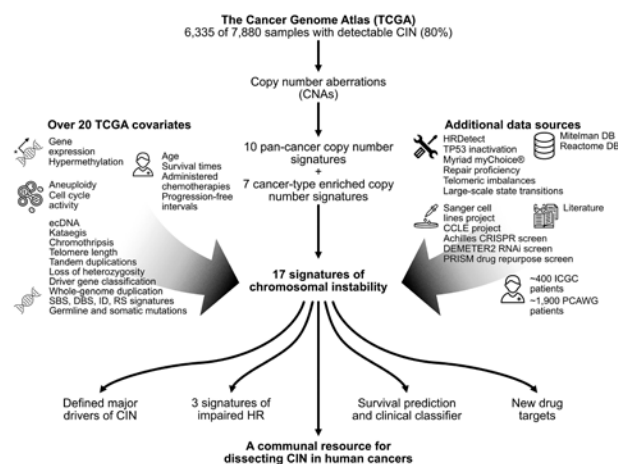 The Cancer Genome Atlas (TCGA)
6,335 of 7,880 samples with detectable CIN (80%)
Copy number aberrations
(CNAs)
Over 20 TCGA covariates
Gene
expression
Hypermethylation
Age
Survival times
Administered
chemotherapies
Progression-free
intervals
Aneuploidy
Cell cycle
activity
ecDNA
Kataegis
Chromothripsis
Telomere length
Tandem duplications
Loss of heterozygosity
Driver gene classification
Whole-genome duplication
SBS, DBS, ID, RS signatures
Germline and somatic mutations
10 pan-cancer copy number
signatures
+
7 cancer-type enriched copy
number signatures
Additional data sources
HRDetect
TP53 inactivation
Myriad myChoice®
Repair proficiency
Telomeric imbalances
Large-scale state transitions
Mitelman DB
Reactome DB
Sanger cell
lines project
CCLE project
Achilles CRISPR screen
DEMETER2 RNAi screen
PRISM drug repurpose screen
Literature
~400 ICGC
patients
~1,900 PCAWG
patients
17 signatures of
chromosomal instability
Defined major
drivers of CIN
3 signatures of
impaired HR
Survival prediction
and clinical classifier
New drug
targets
A communal resource for
dissecting CIN in human cancers